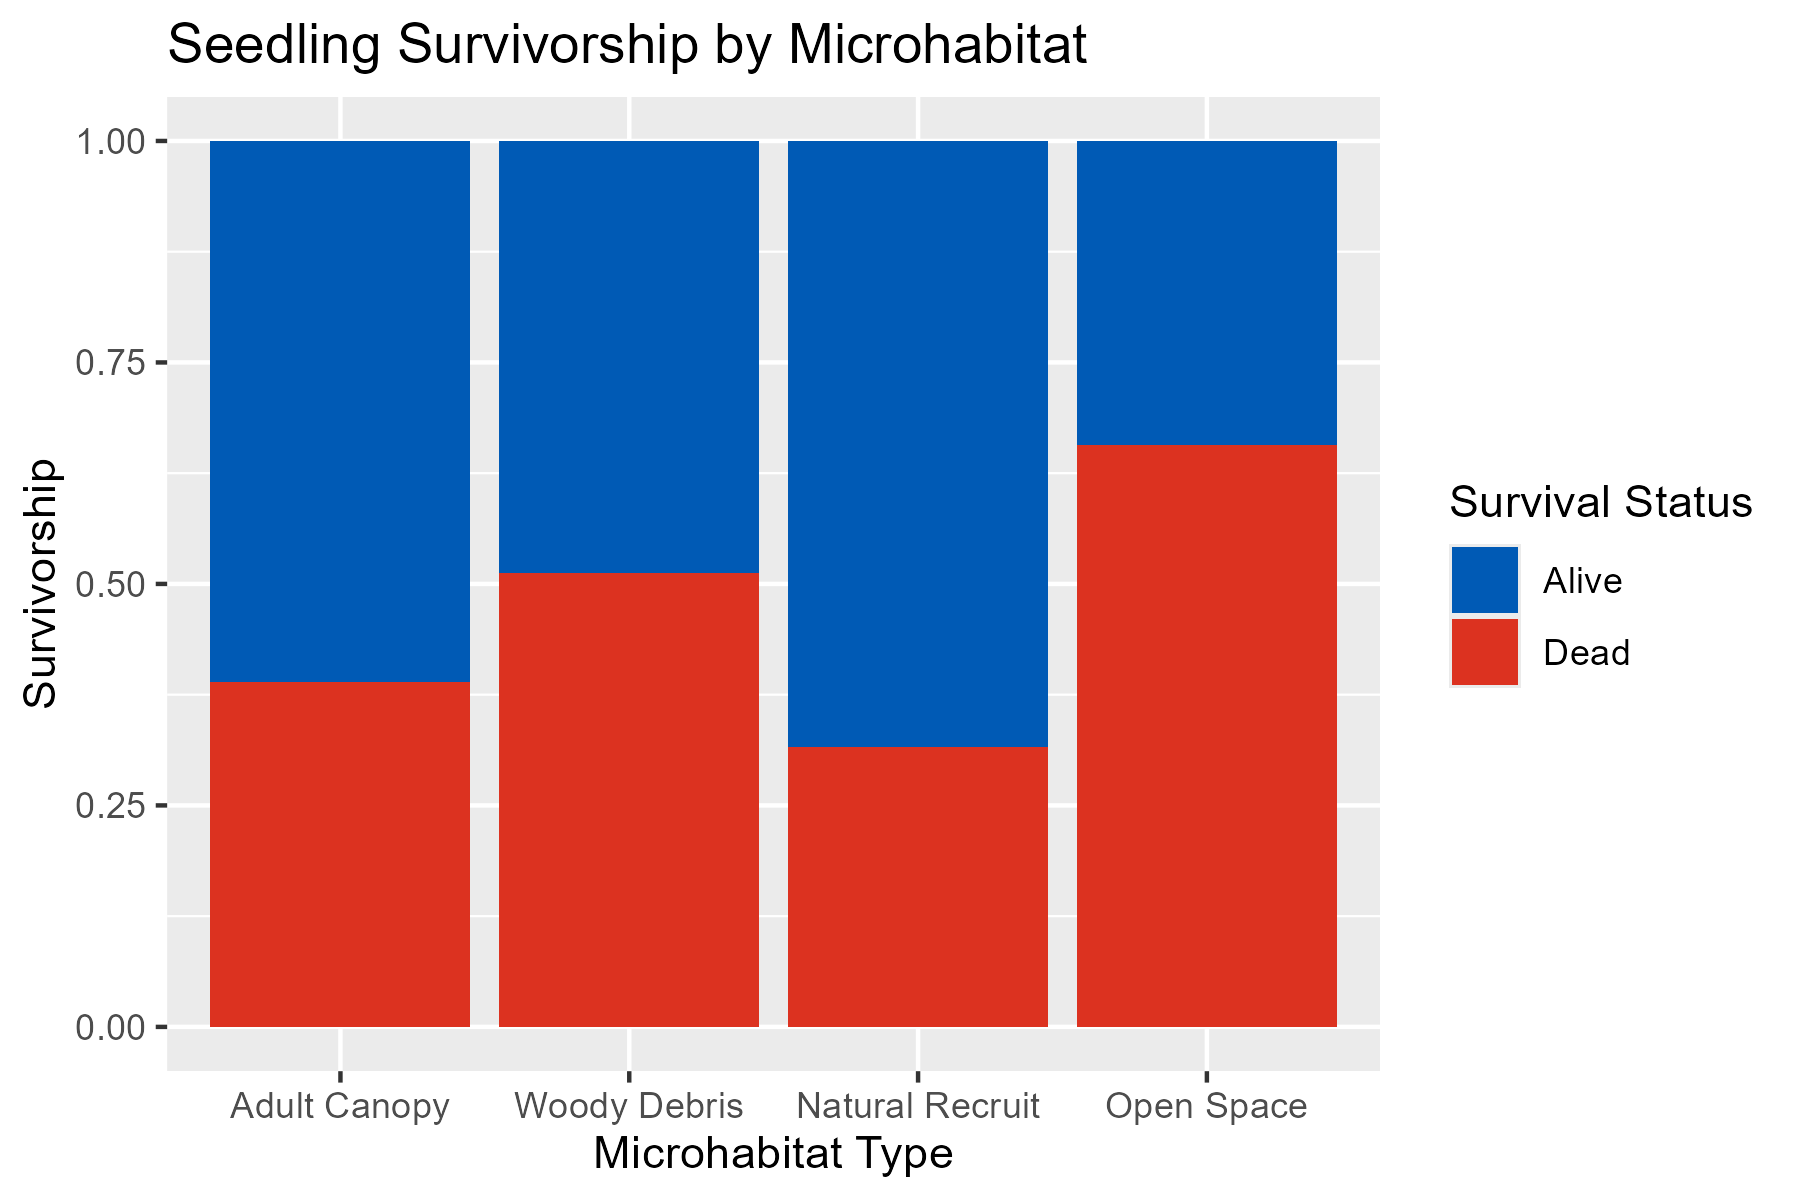 Seedling Survivorship by Microhabitat
1.00
0.75
0.50
0.25
0.00
Survivorship
Adult Canopy
Woody Debris
Natural Recruit
Open Space
Microhabitat Type
Survival Status
Alive
Dead